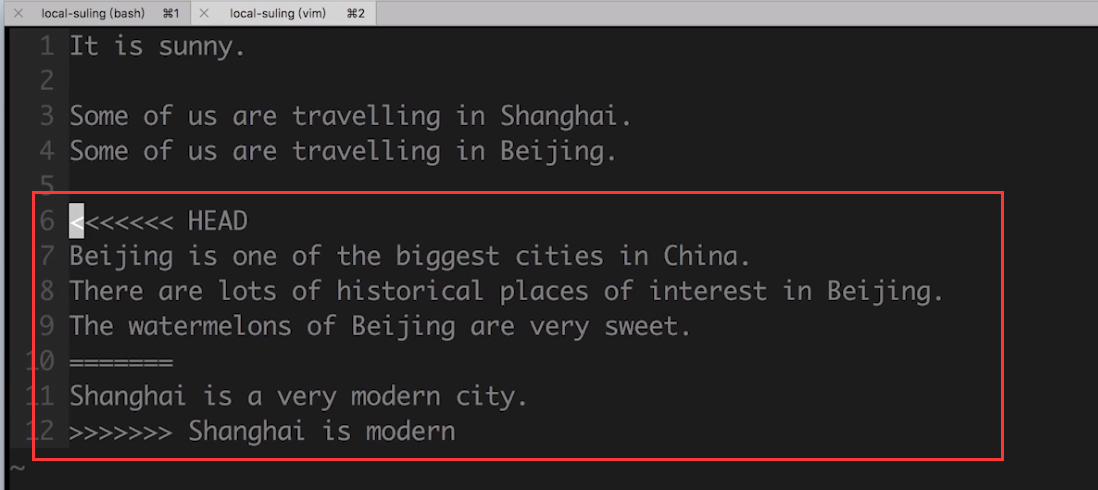 local-suling (bash) ⌘1 local-suling (vim) ⌘2
1 It is sunny.
2
3 Some of us are travelling in Shanghai.
4 Some of us are travelling in Beijing.
5
6 <<<<<<< HEAD
7 Beijing is one of the biggest cities in China.
8 There are lots of historical places of interest in Beijing.
9 The watermelons of Beijing are very sweet.
10 =======
11 Shanghai is a very modern city.
12 >>>>>>> Shanghai is modern
~